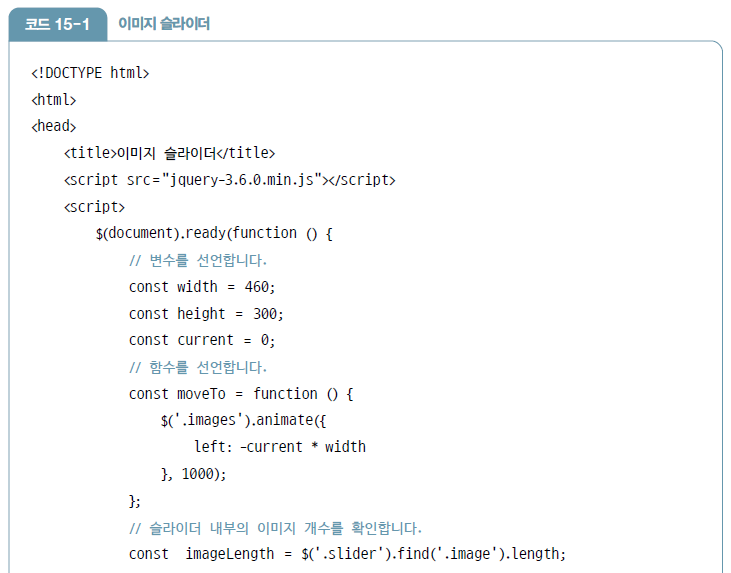 코드 15-1 이미지 슬라이더
<!DOCTYPE html>
<html>
<head>
    <title>이미지 슬라이더</title>
    <script src="jquery-3.6.0.min.js"></script>
    <script>
        $(document).ready(function () {
            // 변수를 선언합니다.
            const width = 460;
            const height = 300;
            const current = 0;
            // 함수를 선언합니다.
            const moveTo = function () {
                $('.images').animate({
                    left: -current * width
                }, 1000);
            };
            // 슬라이더 내부의 이미지 개수를 확인합니다.
            const  imageLength = $('.slider').find('.image').length;